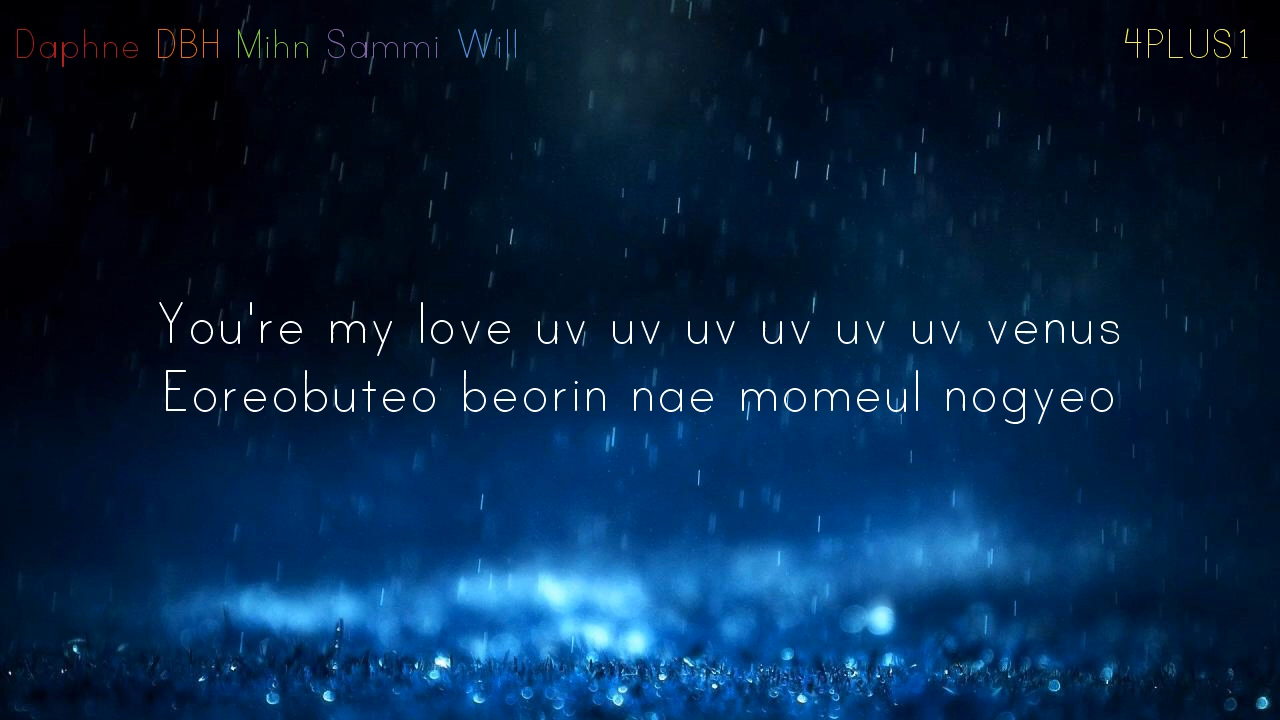 Daphne DBH Mihn Sammi Will
4PLUS1
You're my love uv uv uv uv uv uv venus
Eoreobuteo beorin nae momeul nogyeo